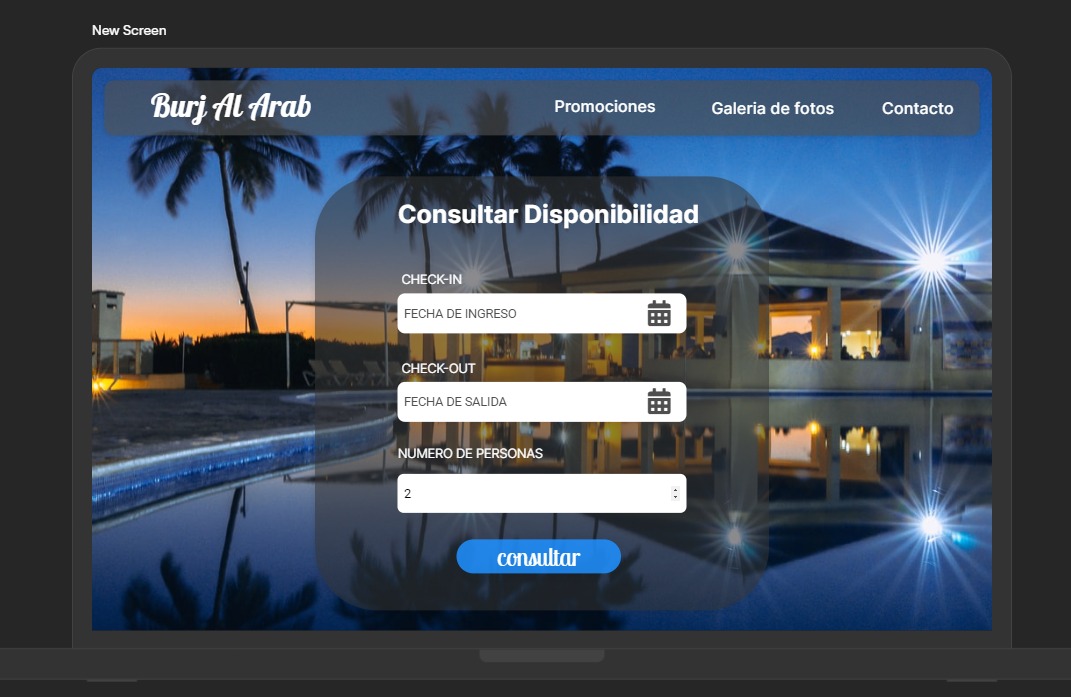 New Screen
Burj Al Arab
Promociones
Galeria de fotos
Contacto
Consultar Disponibilidad
CHECK-IN
FECHA DE INGRESO
CHECK-OUT
FECHA DE SALIDA
NUMERO DE PERSONAS
2
consultar